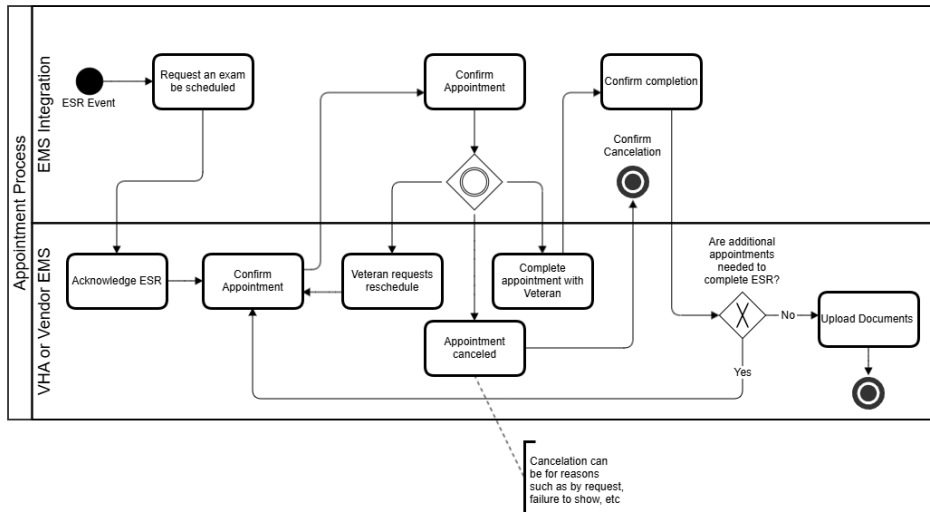 Appointment Process
EMS Integration
ESR Event
Request an exam
be scheduled
Confirm
Appointment
Confirm completion
Confirm
Cancelation
VHA or Vendor EMS
Acknowledge ESR
Confirm
Appointment
Veteran requests
reschedule
Complete
appointment with
Veteran
Appointment
canceled
Are additional
appointments
needed to
complete ESR?
No
Yes
Upload Documents
Cancelation can
be for reasons
such as by request,
failure to show, etc